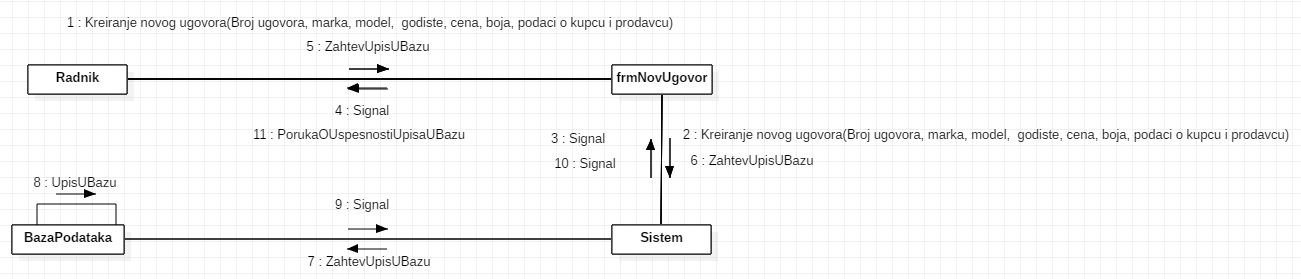 1 : Kreiranje novog ugovora(Broj ugovora, marka, model,  godiste, cena, boja, podaci o kupcu i prodavcu)
5 : ZahtevUpisUBazu
Radnik
frmNovUgovor
4 : Signal
11 : PorukaOUspesnostiUpisaUBazu
3 : Signal
2 : Kreiranje novog ugovora(Broj ugovora, marka, model,  godiste, cena, boja, podaci o kupcu i prodavcu)
10 : Signal
6 : ZahtevUpisUBazu
8 : UpisUBazu
9 : Signal
BazaPodataka
Sistem
7 : ZahtevUpisUBazu